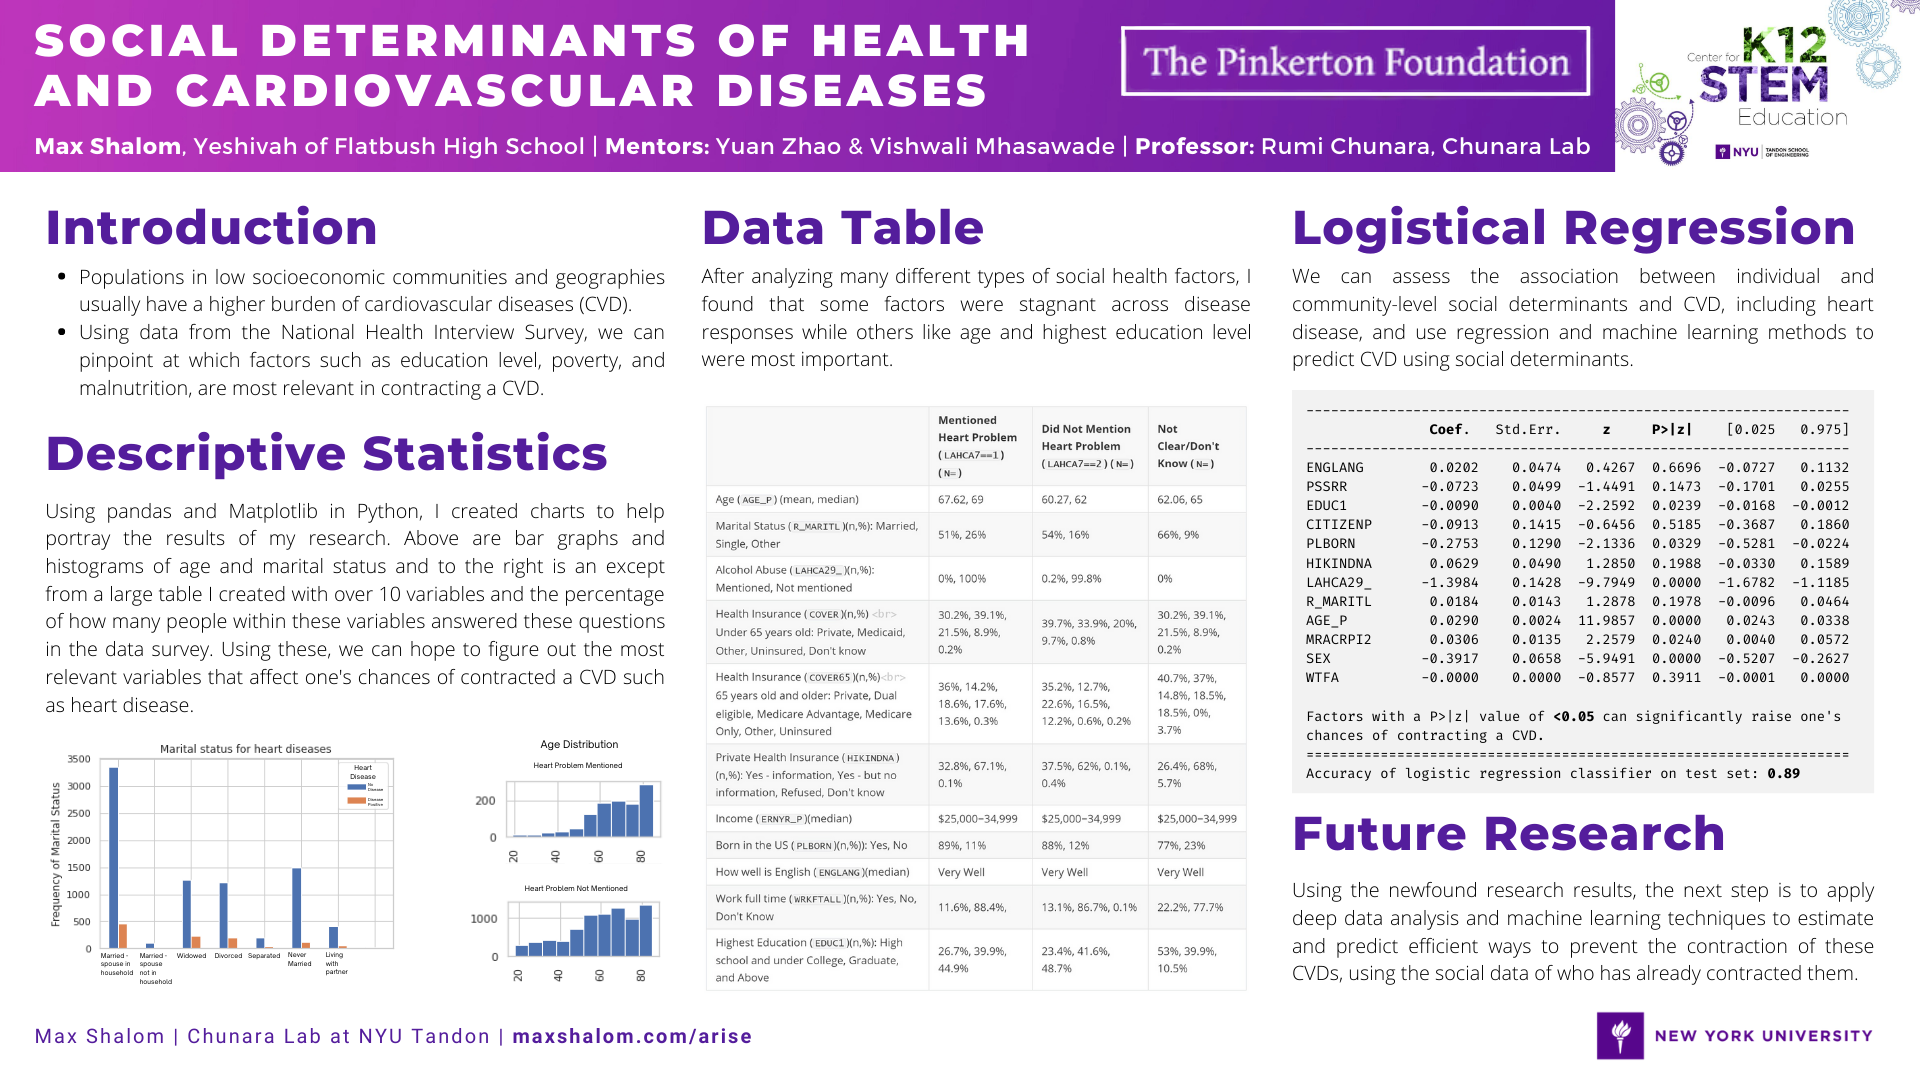 SOCIAL DETERMINANTS OF HEALTH
AND CARDIOVASCULAR DISEASES
Max Shalom, Yeshivah of Flatbush High School | Mentors: Yuan Zhao & Vishwali Mhasawade | Professor: Rumi Chunara, Chunara Lab
The Pinkerton Foundation
Center for K12
STEM
Education
NYU TANDON SCHOOL
OF ENGINEERING
Introduction
• Populations in low socioeconomic communities and geographies
usually have a higher burden of cardiovascular diseases (CVD).
• Using data from the National Health Interview Survey, we can
pinpoint at which factors such as education level, poverty, and
malnutrition, are most relevant in contracting a CVD.
Descriptive Statistics
Using pandas and Matplotlib in Python, I created charts to help
portray the results of my research. Above are bar graphs and
histograms of age and marital status and to the right is an except
from a large table I created with over 10 variables and the percentage
of how many people within these variables answered these questions
in the data survey. Using these, we can hope to figure out the most
relevant variables that affect one's chances of contracted a CVD such
as heart disease.
Marital status for heart diseases
Frequency of Marital Status
3500
3000
2500
2000
1500
1000
500
0
Heart
Disease
No
Disease
Disease
Positive
Married -
spouse in
household
Married -
spouse
not in
household
Widowed
Divorced
Separated
Never
Married
Living
with
partner
Age Distribution
Heart Problem Mentioned
200
0
20 40 60 80
Heart Problem Not Mentioned
1000
0
20 40 60 80
Data Table
After analyzing many different types of social health factors, I
found that some factors were stagnant across disease
responses while others like age and highest education level
were most important.
Mentioned
Heart Problem
(LAHCA7==1)
(N=)
Did Not Mention
Heart Problem
(LAHCA7==2) (N=)
Not
Clear/Don't
Know (N=)
Age (AGE_P) (mean, median) 67.62, 69 60.27, 62 62.06, 65
Marital Status (R_MARITL)(n,%): Married,
Single, Other
51%, 26% 54%, 16% 66%, 9%
Alcohol Abuse (LAHCA29_)(n,%):
Mentioned, Not mentioned
0%, 100% 0.2%, 99.8% 0%
Health Insurance (COVER)(n,%) <br>
Under 65 years old: Private, Medicaid,
Other, Uninsured, Don't know
30.2%, 39.1%,
21.5%, 8.9%,
0.2%
39.7%, 33.9%, 20%,
9.7%, 0.8%
30.2%, 39.1%,
21.5%, 8.9%,
0.2%
Health Insurance (COVER65)(n,%)<br>
65 years old and older: Private, Dual
eligible, Medicare Advantage, Medicare
Only, Other, Uninsured
36%, 14.2%,
18.6%, 17.6%,
13.6%, 0.3%
35.2%, 12.7%,
22.6%, 16.5%,
12.2%, 0.6%, 0.2%
40.7%, 37%,
14.8%, 18.5%,
18.5%, 0%,
3.7%
Private Health Insurance (HIKINDNA)
(n,%): Yes - information, Yes - but no
information, Refused, Don't know
32.8%, 67.1%,
0.1%
37.5%, 62%, 0.1%,
0.4%
26.4%, 68%,
5.7%
Income (ERNYR_P)(median) $25,000–34,999 $25,000–34,999 $25,000–34,999
Born in the US (PLBORN)(n,%)): Yes, No 89%, 11% 88%, 12% 77%, 23%
How well is English (ENGLANG)(median) Very Well Very Well Very Well
Work full time (WRKFTALL)(n,%): Yes, No,
Don't Know
11.6%, 88.4%, 13.1%, 86.7%, 0.1% 22.2%, 77.7%
Highest Education (EDUC1)(n,%): High
school and under College, Graduate,
and Above
26.7%, 39.9%,
44.9%
23.4%, 41.6%,
48.7%
53%, 39.9%,
10.5%
Logistical Regression
We can assess the association between individual and
community-level social determinants and CVD, including heart
disease, and use regression and machine learning methods to
predict CVD using social determinants.
Coef. Std.Err. z P>|z| [0.025 0.975]
ENGLANG 0.0202 0.0474 0.4267 0.6696 -0.0727 0.1132
PSSRR -0.0723 0.0499 -1.4491 0.1473 -0.1701 0.0255
EDUC1 -0.0090 0.0040 -2.2592 0.0239 -0.0168 -0.0012
CITIZENP -0.0913 0.1415 -0.6456 0.5185 -0.3687 0.1860
PLBORN -0.2753 0.1290 -2.1336 0.0329 -0.5281 -0.0224
HIKINDNA 0.0629 0.0490 1.2850 0.1988 -0.0330 0.1589
LAHCA29_ -1.3984 0.1428 -9.7949 0.0000 -1.6782 -1.1185
R_MARITL 0.0184 0.0143 1.2878 0.1978 -0.0096 0.0464
AGE_P 0.0290 0.0024 11.9857 0.0000 0.0243 0.0338
MRACRPI2 0.0306 0.0135 2.2579 0.0240 0.0040 0.0572
SEX -0.3917 0.0658 -5.9491 0.0000 -0.5207 -0.2627
WTFA -0.0000 0.0000 -0.8577 0.3911 -0.0001 0.0000
Factors with a P>|z| value of <0.05 can significantly raise one's
chances of contracting a CVD.
Accuracy of logistic regression classifier on test set: 0.89
Future Research
Using the newfound research results, the next step is to apply
deep data analysis and machine learning techniques to estimate
and predict efficient ways to prevent the contraction of these
CVDs, using the social data of who has already contracted them.
Max Shalom | Chunara Lab at NYU Tandon | maxshalom.com/arise
NEW YORK UNIVERSITY